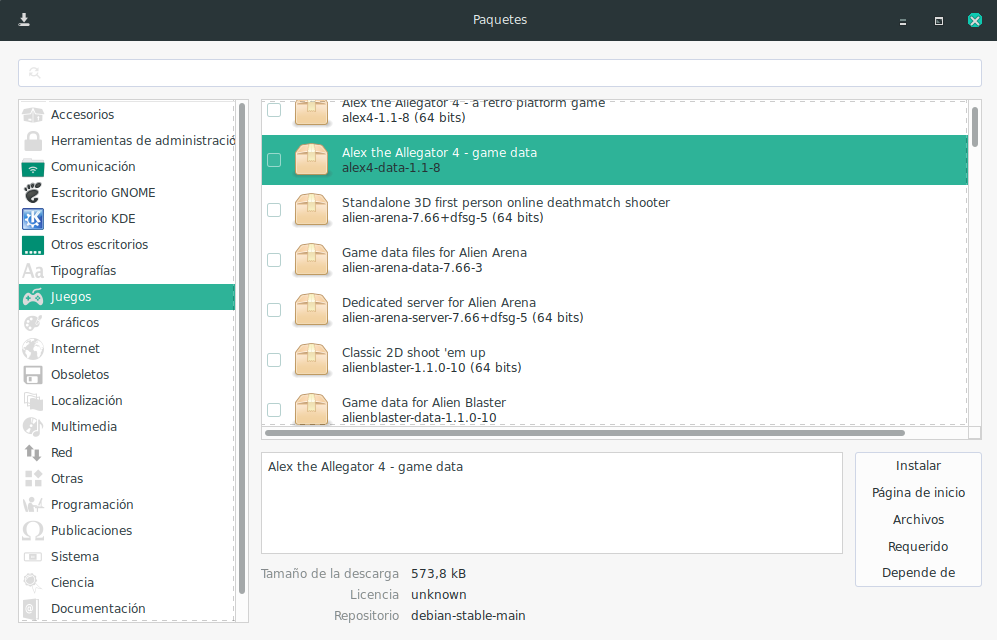 Paquetes
Accesorios
Herramientas de administració
Comunicación
Escritorio GNOME
Escritorio KDE
Otros escritorios
Aa Tipografías
Juegos
Gráficos
Internet
Obsoletos
Localización
Multimedia
Red
Otras
Programación
Publicaciones
Sistema
Ciencia
Documentación
Alex the Allegator 4 - a retro platform game
alex4-1.1-8 (64 bits)
Alex the Allegator 4 - game data
alex4-data-1.1-8
Standalone 3D first person online deathmatch shooter
alien-arena-7.66+dfsg-5 (64 bits)
Game data files for Alien Arena
alien-arena-data-7.66-3
Dedicated server for Alien Arena
alien-arena-server-7.66+dfsg-5 (64 bits)
Classic 2D shoot 'em up
alienblaster-1.1.0-10 (64 bits)
Game data for Alien Blaster
alienblaster-data-1.1.0-10
Alex the Allegator 4 - game data
Tamaño de la descarga 573,8 kB
Licencia unknown
Repositorio debian-stable-main
Instalar
Página de inicio
Archivos
Requerido
Depende de